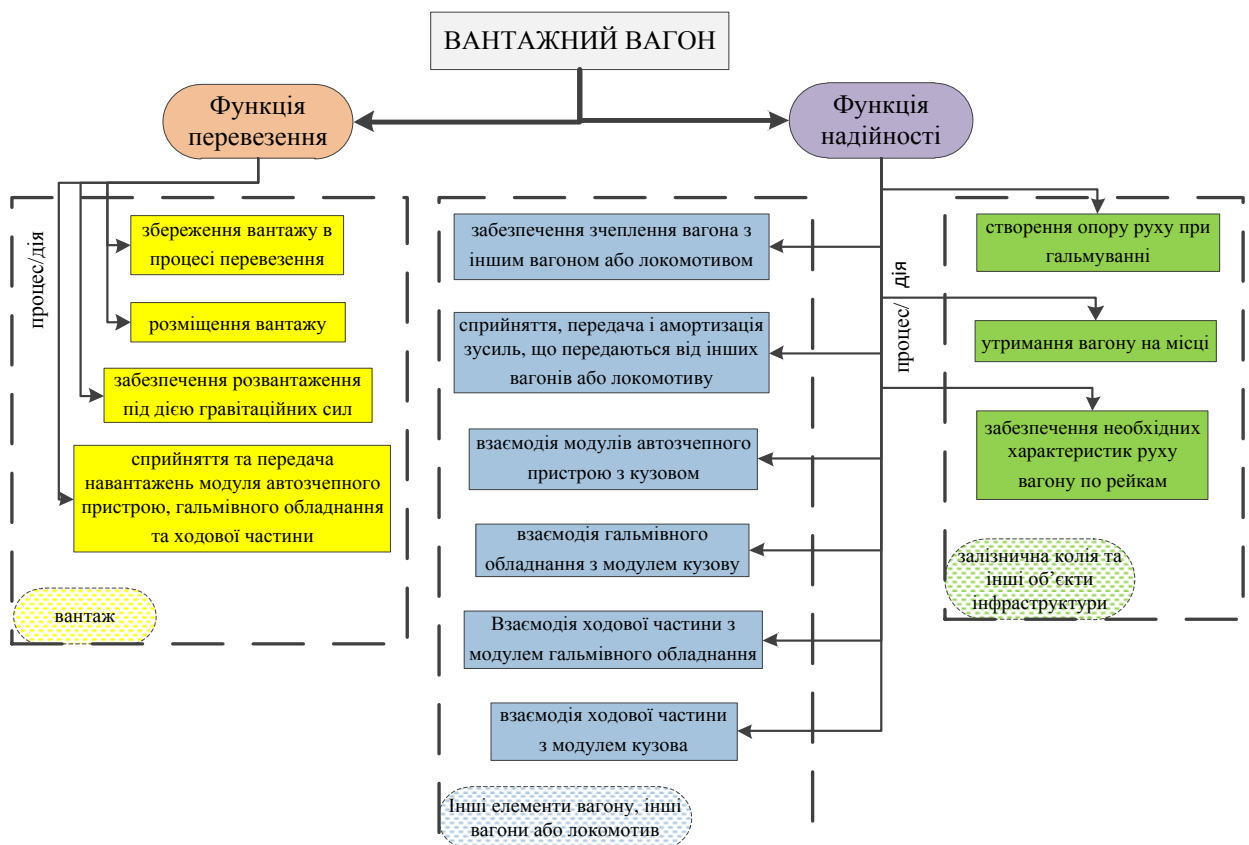 ВАНТАЖНИЙ ВАГОН
Функція
перевезення
Функція
надійності
процес/дія
збереження вантажу в
процесі перевезення
розміщення вантажу
забезпечення розвантаження
під дією гравітаційних сил
сприйняття та передача
навантажень модуля автозчепного
пристрою, гальмівного обладнання
та ходової частини
вантаж
забезпечення зчеплення вагона з
іншим вагоном або локомотивом
сприйняття, передача і амортизація
зусиль, що передаються від інших
вагонів або локомотиву
взаємодія модулів автозчепного
пристрою з кузовом
взаємодія гальмівного
обладнання з модулем кузову
Взаємодія ходової частини з
модулем гальмівного обладнання
взаємодія ходової частини
з модулем кузова
Інші елементи вагону, інші
вагони або локомотив
процес/ дія
створення опору руху при
гальмуванні
утримання вагону на місці
забезпечення необхідних
характеристик руху
вагону по рейкам
залізнична колія та
інші об’єкти
інфраструктури